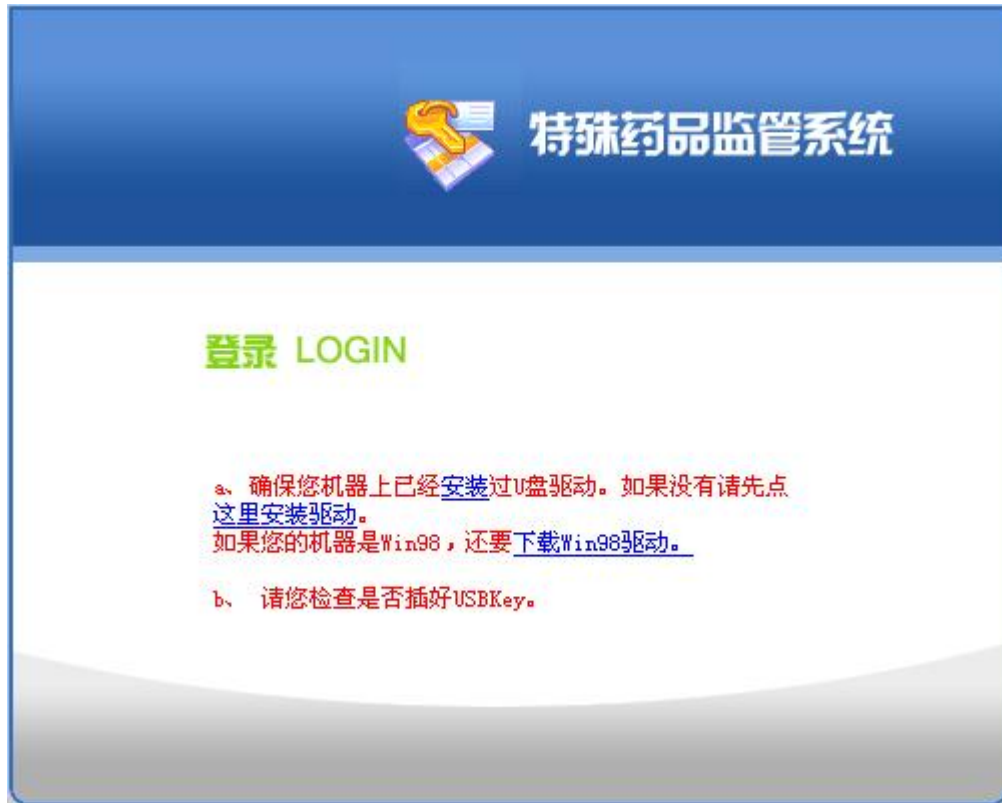 特殊药品监管系统
登录 LOGIN
a、确保您机器上已经安装过U盘驱动。如果没有请先点
这里安装驱动。
如果您的机器是Win98，还要下载Win98驱动。
b、 请您检查是否插好USBKey。